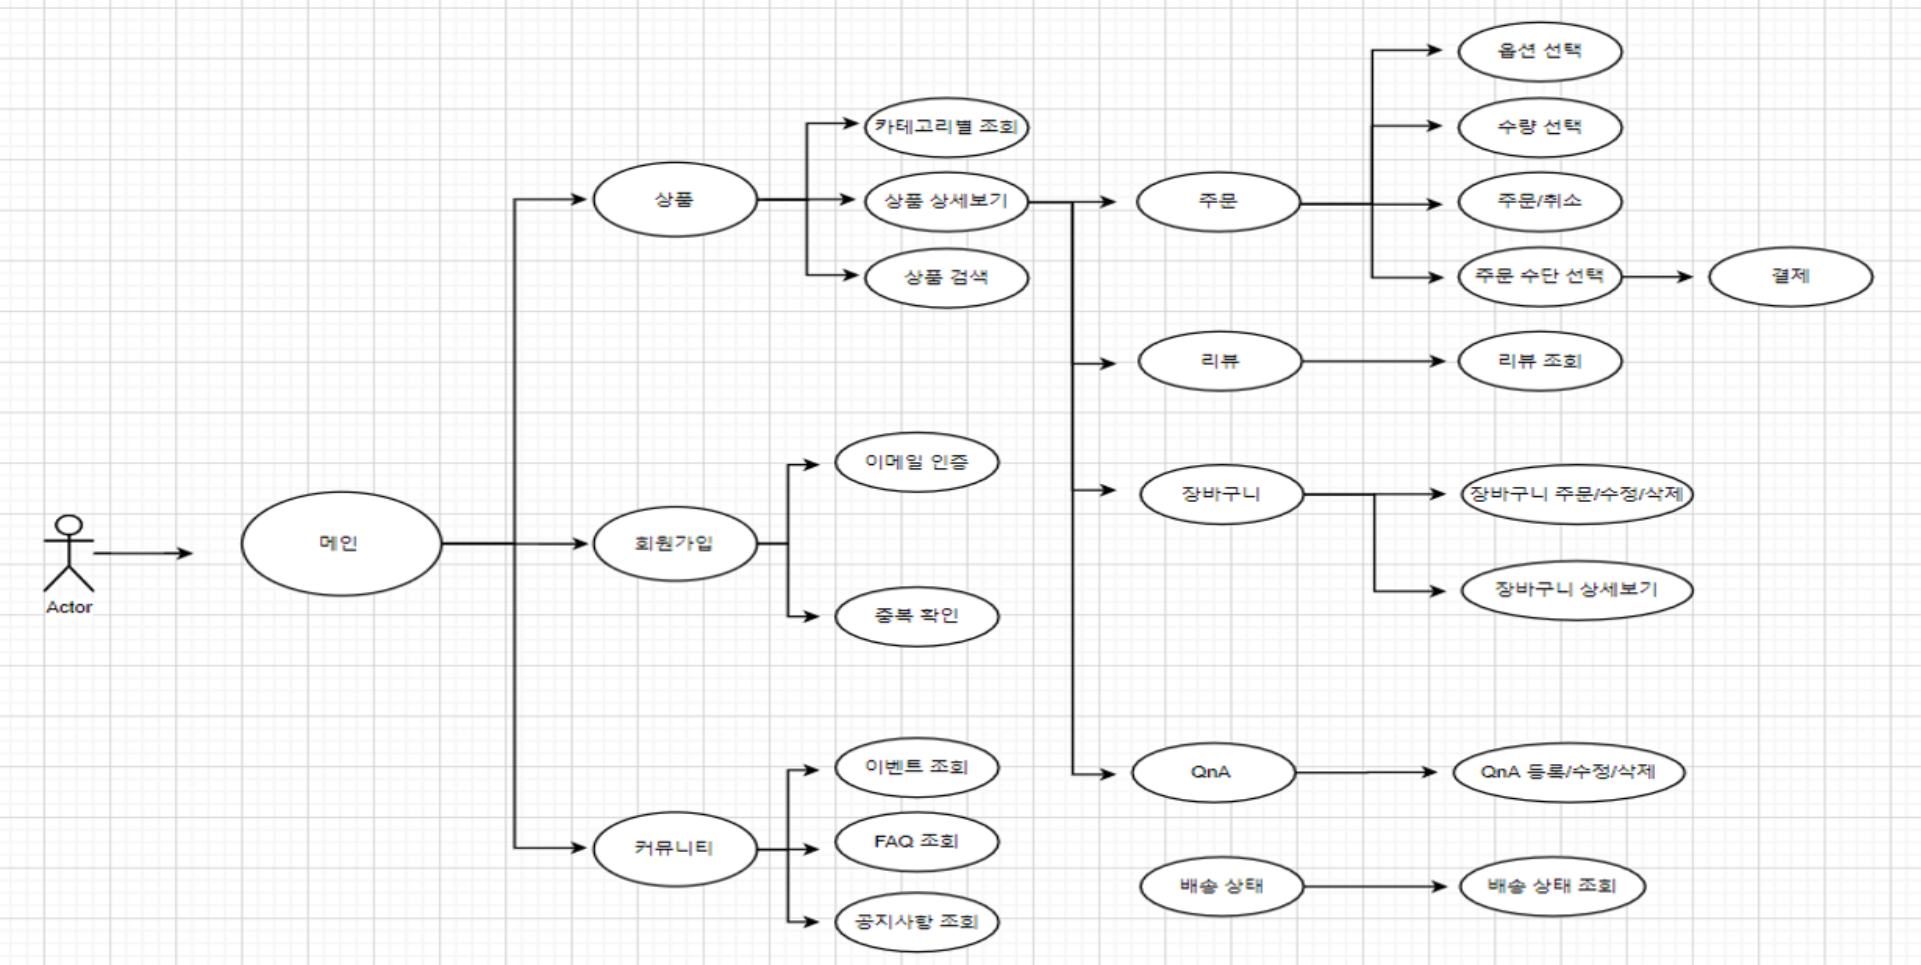 옵션 선택
카테고리별 조회
수량 선택
상품
상품 상세보기
주문
주문/취소
상품 검색
주문 수단 선택
결제
리뷰
리뷰 조회
이메일 인증
장바구니
장바구니 주문/수정/삭제
메인
회원가입
장바구니 상세보기
Actor
중복 확인
이벤트 조회
QnA
QnA 등록/수정/삭제
커뮤니티
FAQ 조회
배송 상태
배송 상태 조회
공지사항 조회